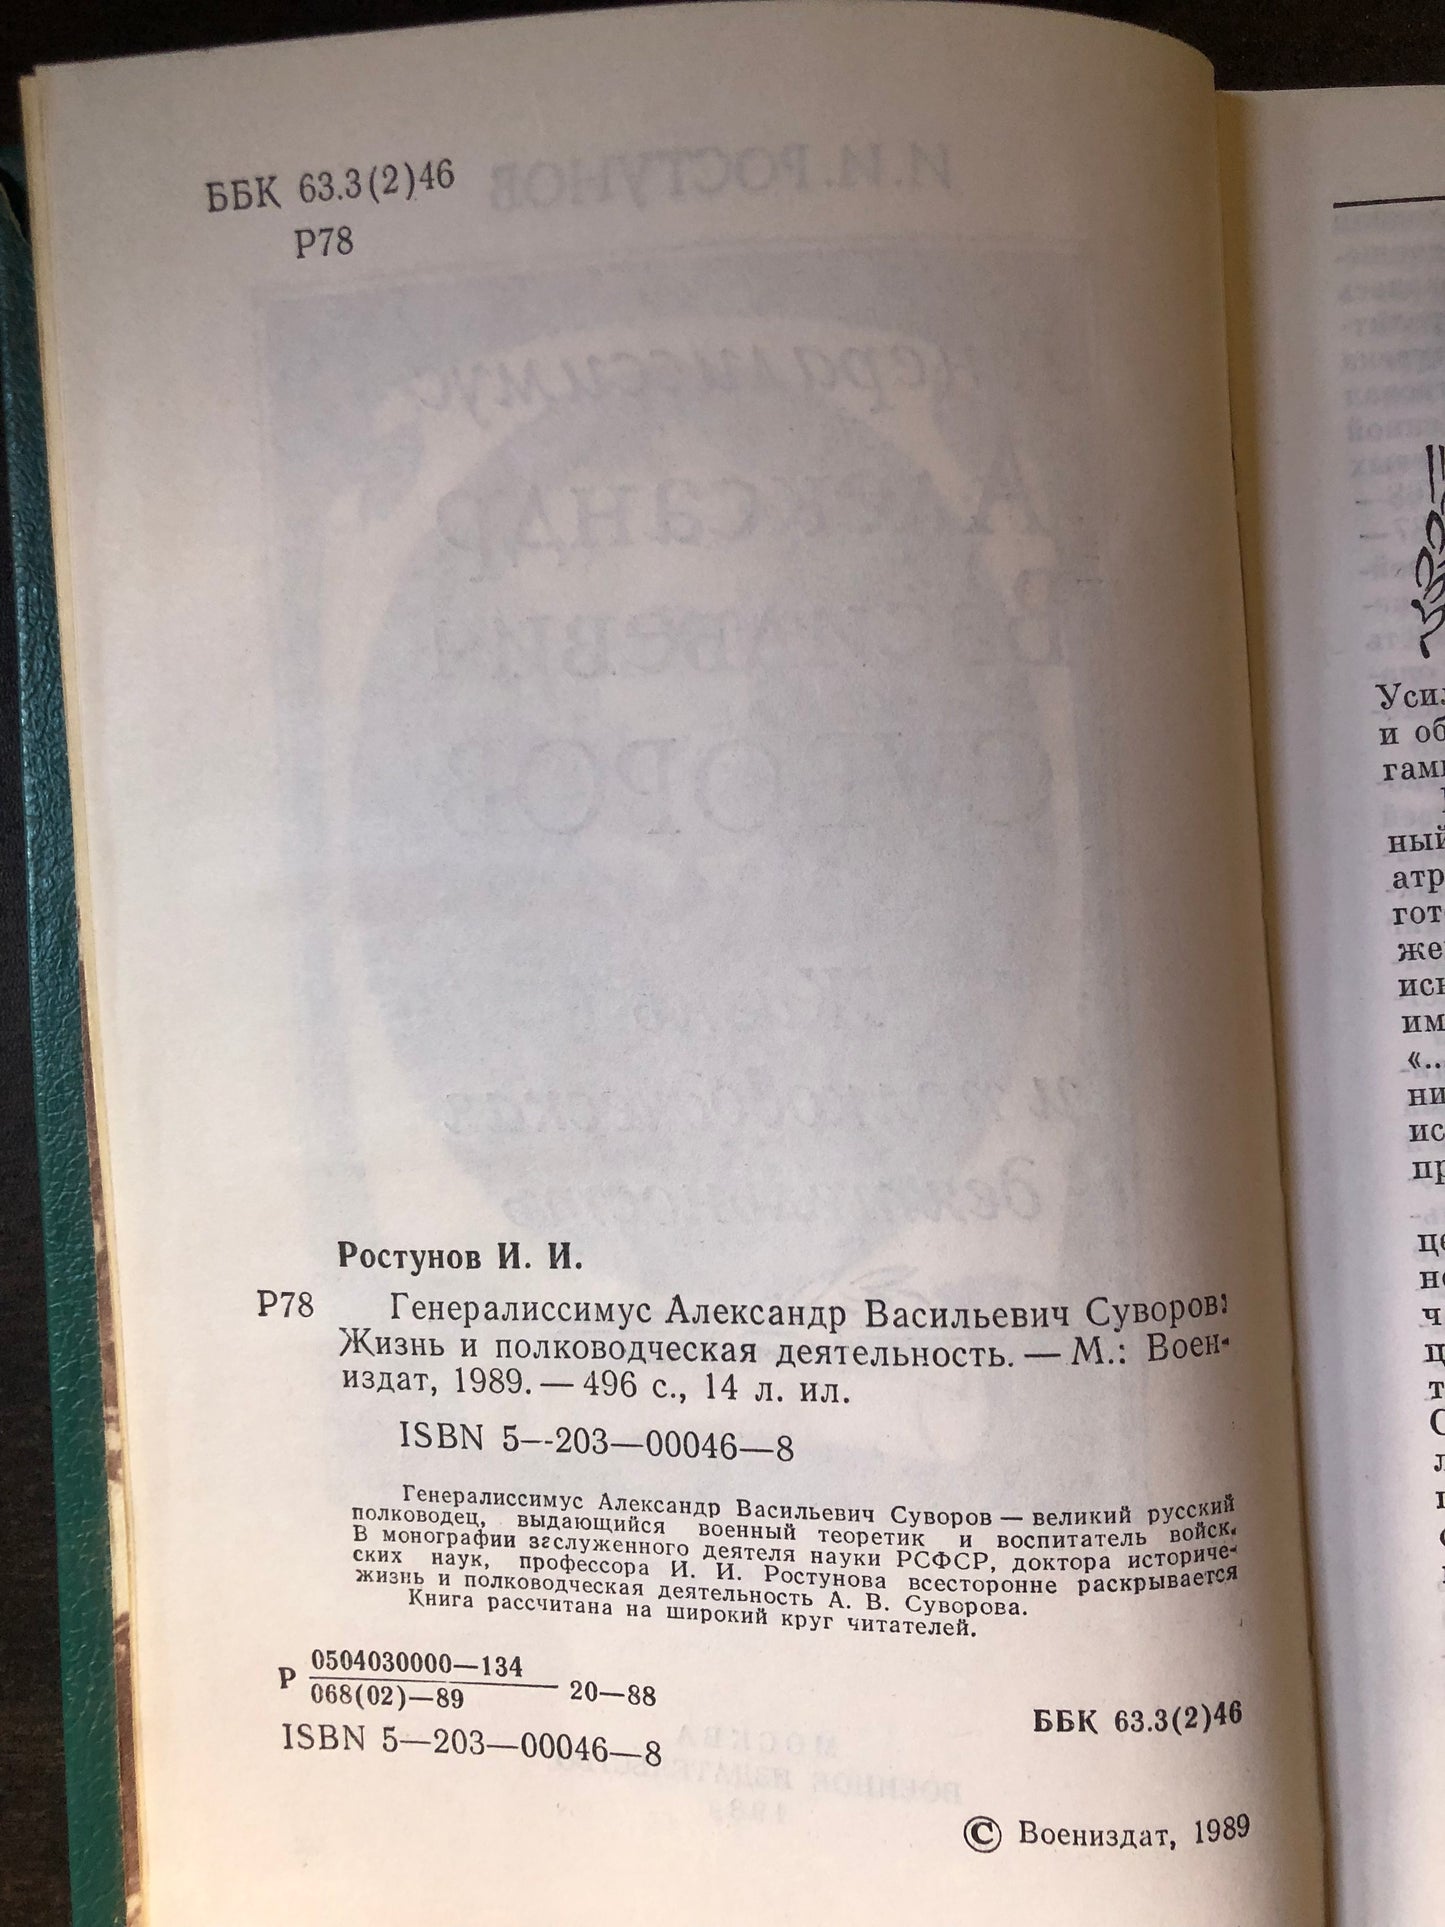 ББК 63.3(2)46
Р78
Ростунов И. И.
Р78 Генералиссимус Александр Васильевич Суворов:
Жизнь и полководческая деятельность. — М.: Воен-
издат, 1989. — 496 с., 14 л. ил.
ISBN 5—203—00046—8
Генералиссимус Александр Васильевич Суворов — великий русский
полководец, выдающийся военный теоретик и воспитатель войск.
В монографии заслуженного деятеля науки РСФСР, доктора историче-
ских наук, профессора И. И. Ростунова всесторонне раскрывается
жизнь и полководческая деятельность А. В. Суворова.
Книга рассчитана на широкий круг читателей.
Р 0504030000—134
068(02)—89 20—88
ISBN 5—203—00046—8
ББК 63.3(2)46
© Воениздат, 1989